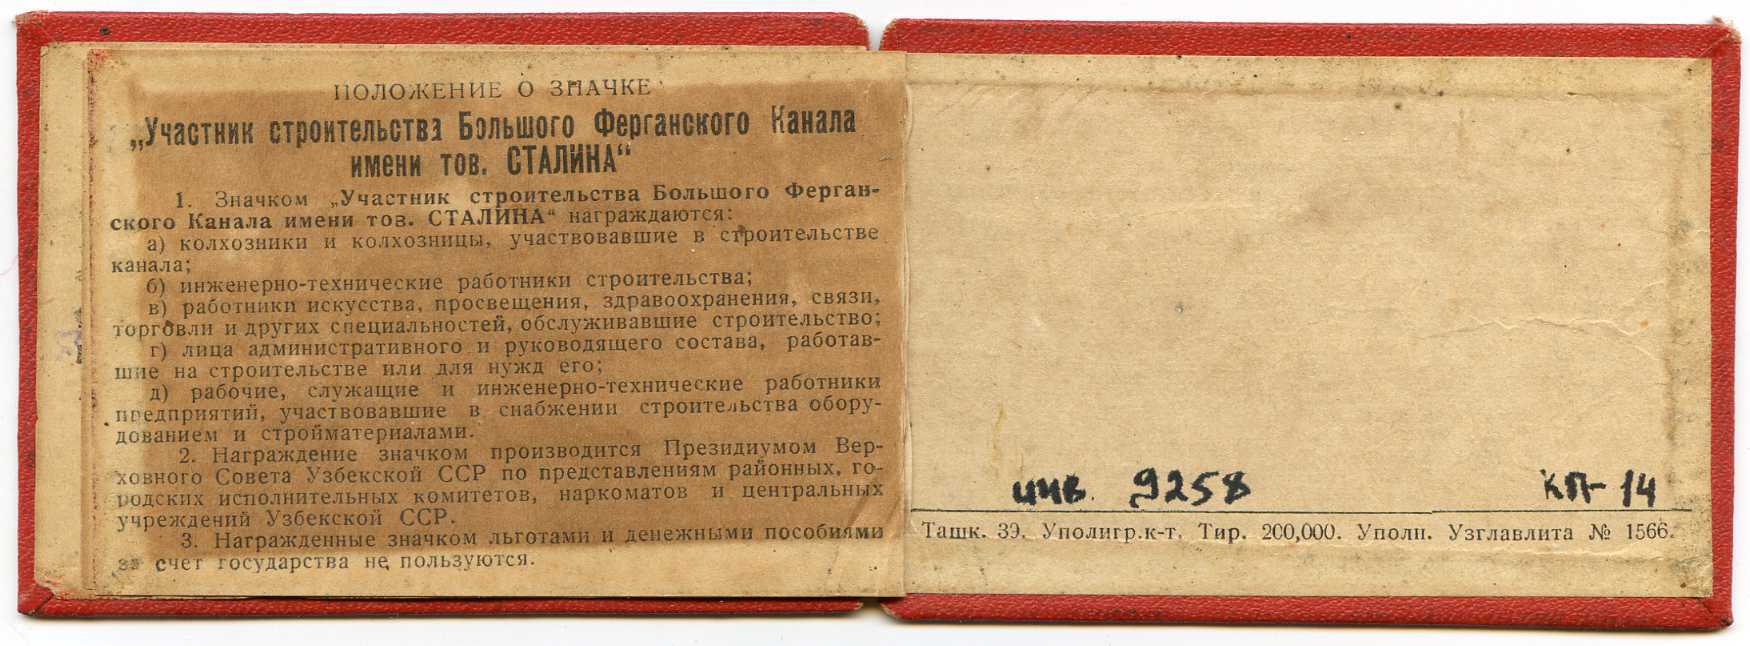 ПОЛОЖЕНИЕ О ЗНАЧКЕ
„Участник строительства Большого Ферганского Канала
имени тов. СТАЛИНА“
1. Значком „Участник строительства Большого Ферган-
ского Канала имени тов. СТАЛИНА“ награждаются:
а) колхозники и колхозницы, участвовавшие в строительстве
канала;
б) инженерно-технические работники строительства;
в) работники искусства, просвещения, здравоохранения, связи,
торговли и других специальностей, обслуживавшие строительство;
г) лица административного и руководящего состава, работав-
шие на строительстве или для нужд его;
д) рабочие, служащие и инженерно-технические работники
предприятий, участвовавшие в снабжении строительства обору-
дованием и стройматериалами.
2. Награждение значком производится Президиумом Вер-
ховного Совета Узбекской ССР по представлениям районных, го-
родских исполнительных комитетов, наркоматов и центральных
учреждений Узбекской ССР.
3. Награжденные значком льготами и денежными пособиями
за счет государства не пользуются.
инв. 9258 КП-14
Ташк. 39. Уполигр.к-т. Тир. 200,000. Уполн. Узглавлита № 1566.